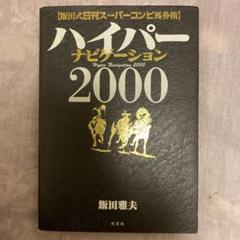 【飯田式日刊スーパーコンピ馬券術】
ハイパー
ナビゲーション
Hyper Navigation 2000
2000
飯田雅夫